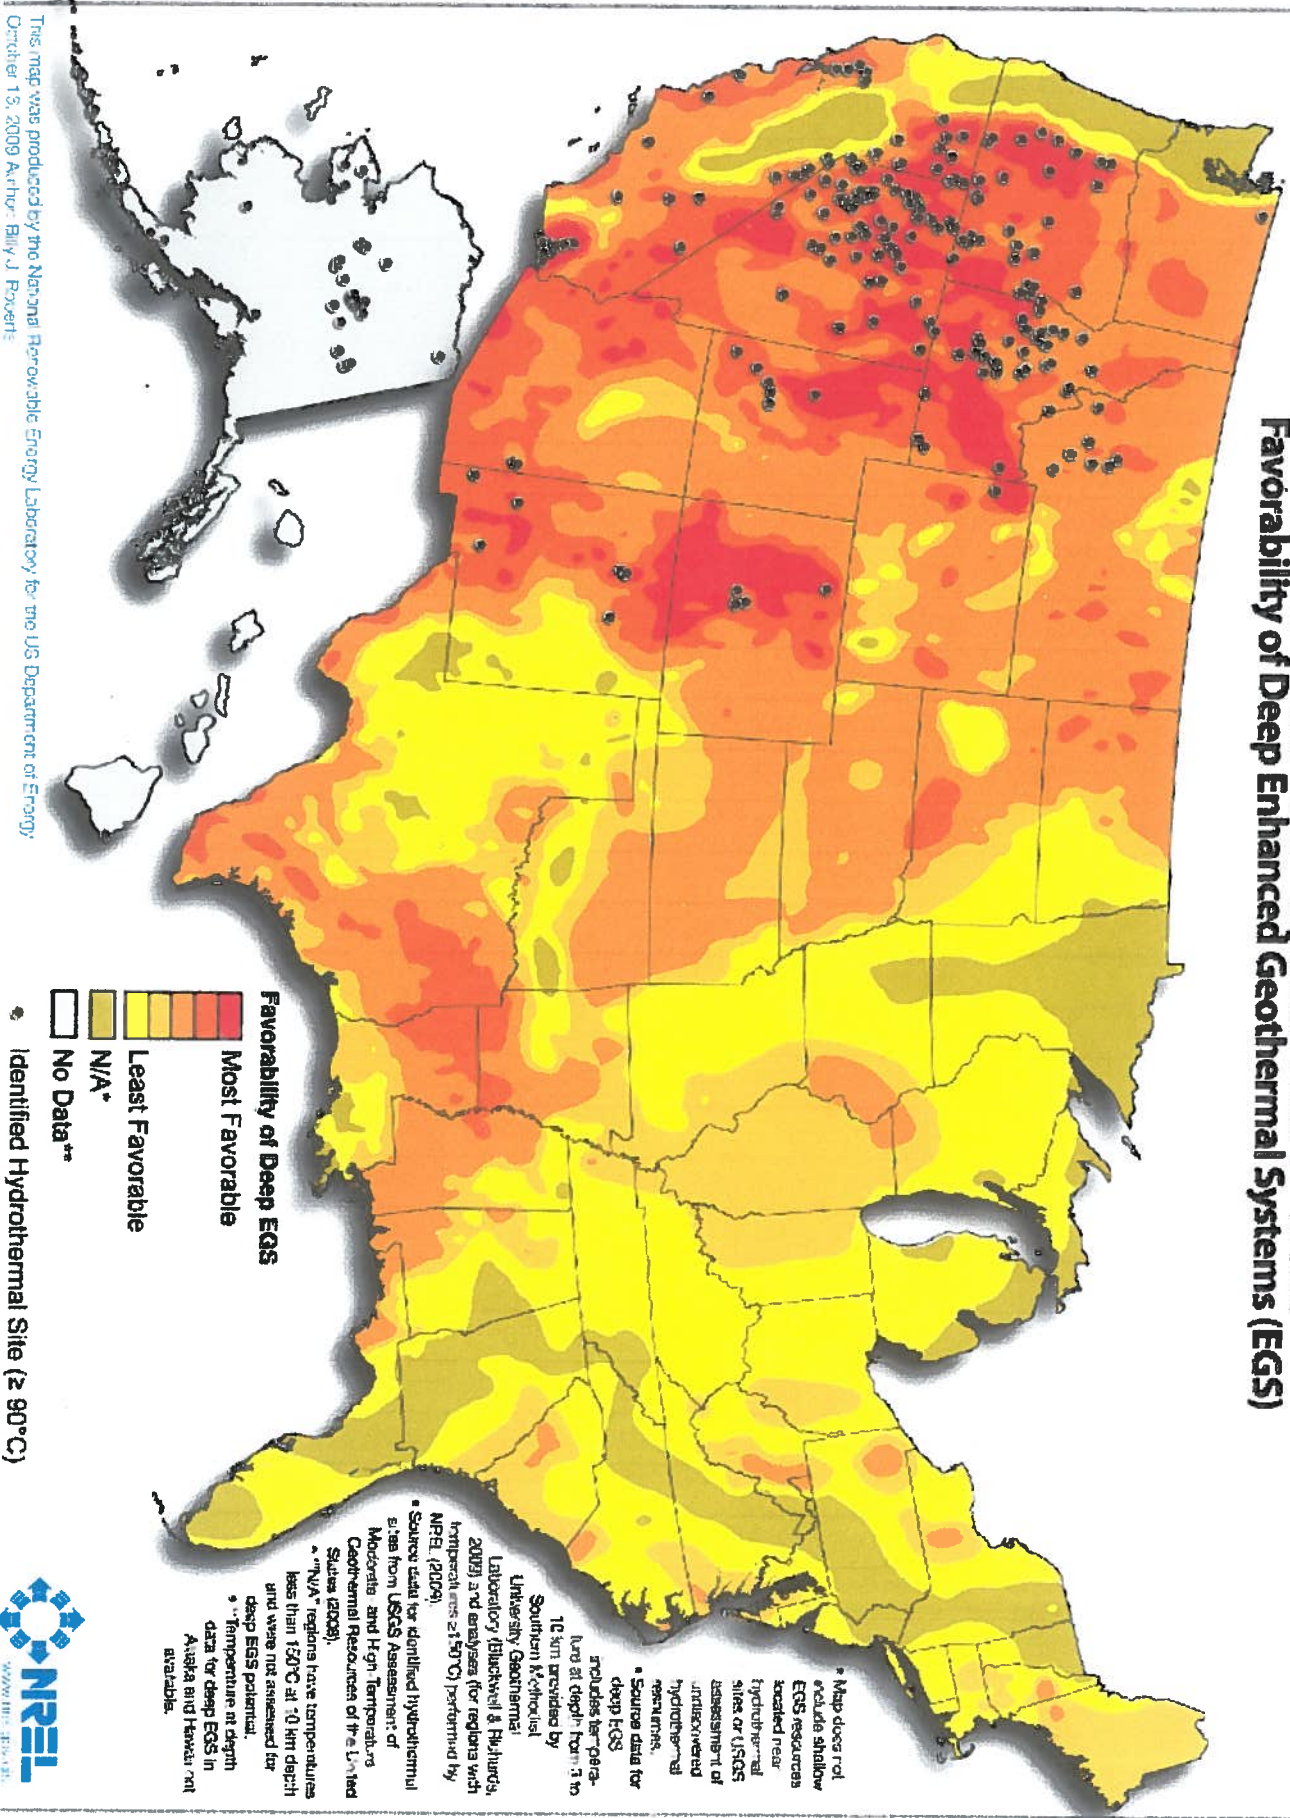 Favorability of Deep Enhanced Geothermal Systems (EGS)
Favorability of Deep EGS
Most Favorable
Least Favorable
N/A*
No Data**
Identified Hydrothermal Site (≥ 90°C)
• Map does not
include shallow
EGS resources
located near
hydrothermal
sites or USGS
assessment of
undiscovered
hydrothermal
resources.
• Source data for
deep EGS
includes tempera-
ture at depth from 3 to
10 km provided by
Southern Methodist
University Geothermal
Laboratory (Blackwell & Richards,
2009) and analyses (for regions with
temperatures ≥150°C) performed by
NREL (2009).
• Source data for identified hydrothermal
sites from USGS Assessment of
Moderate- and High-Temperature
Geothermal Resources of the United
States (2008).
• *"N/A" regions have temperatures
less than 150°C at 10 km depth
and were not assessed for
deep EGS potential.
• **Temperature at depth
data for deep EGS in
Alaska and Hawaii not
available.
This map was produced by the National Renewable Energy Laboratory for the US Department of Energy
October 13, 2009 Author: Billy J. Roberts
NREL